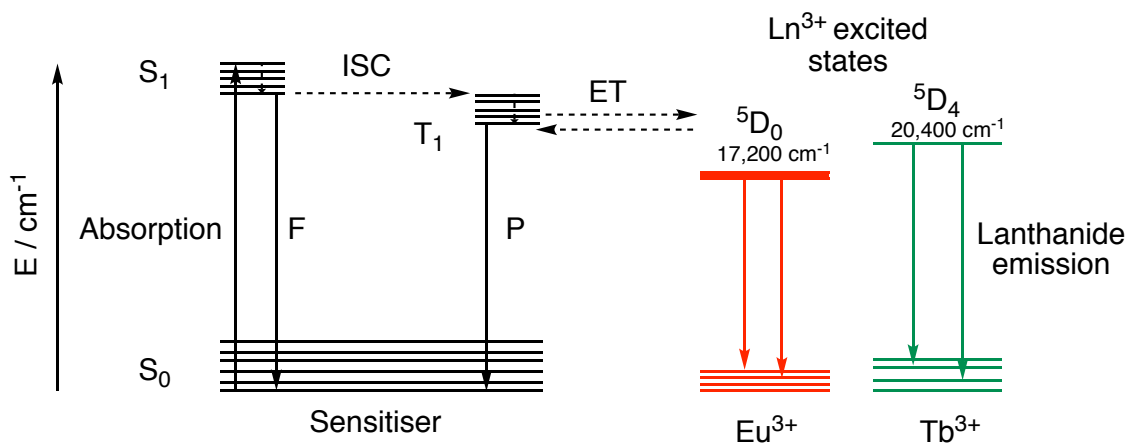 Ln³⁺ excited
states
S₁
ISC
T₁
ET
⁵D₀
17,200 cm⁻¹
⁵D₄
20,400 cm⁻¹
E / cm⁻¹
Absorption
F
P
Lanthanide
emission
S₀
Sensitiser
Eu³⁺
Tb³⁺